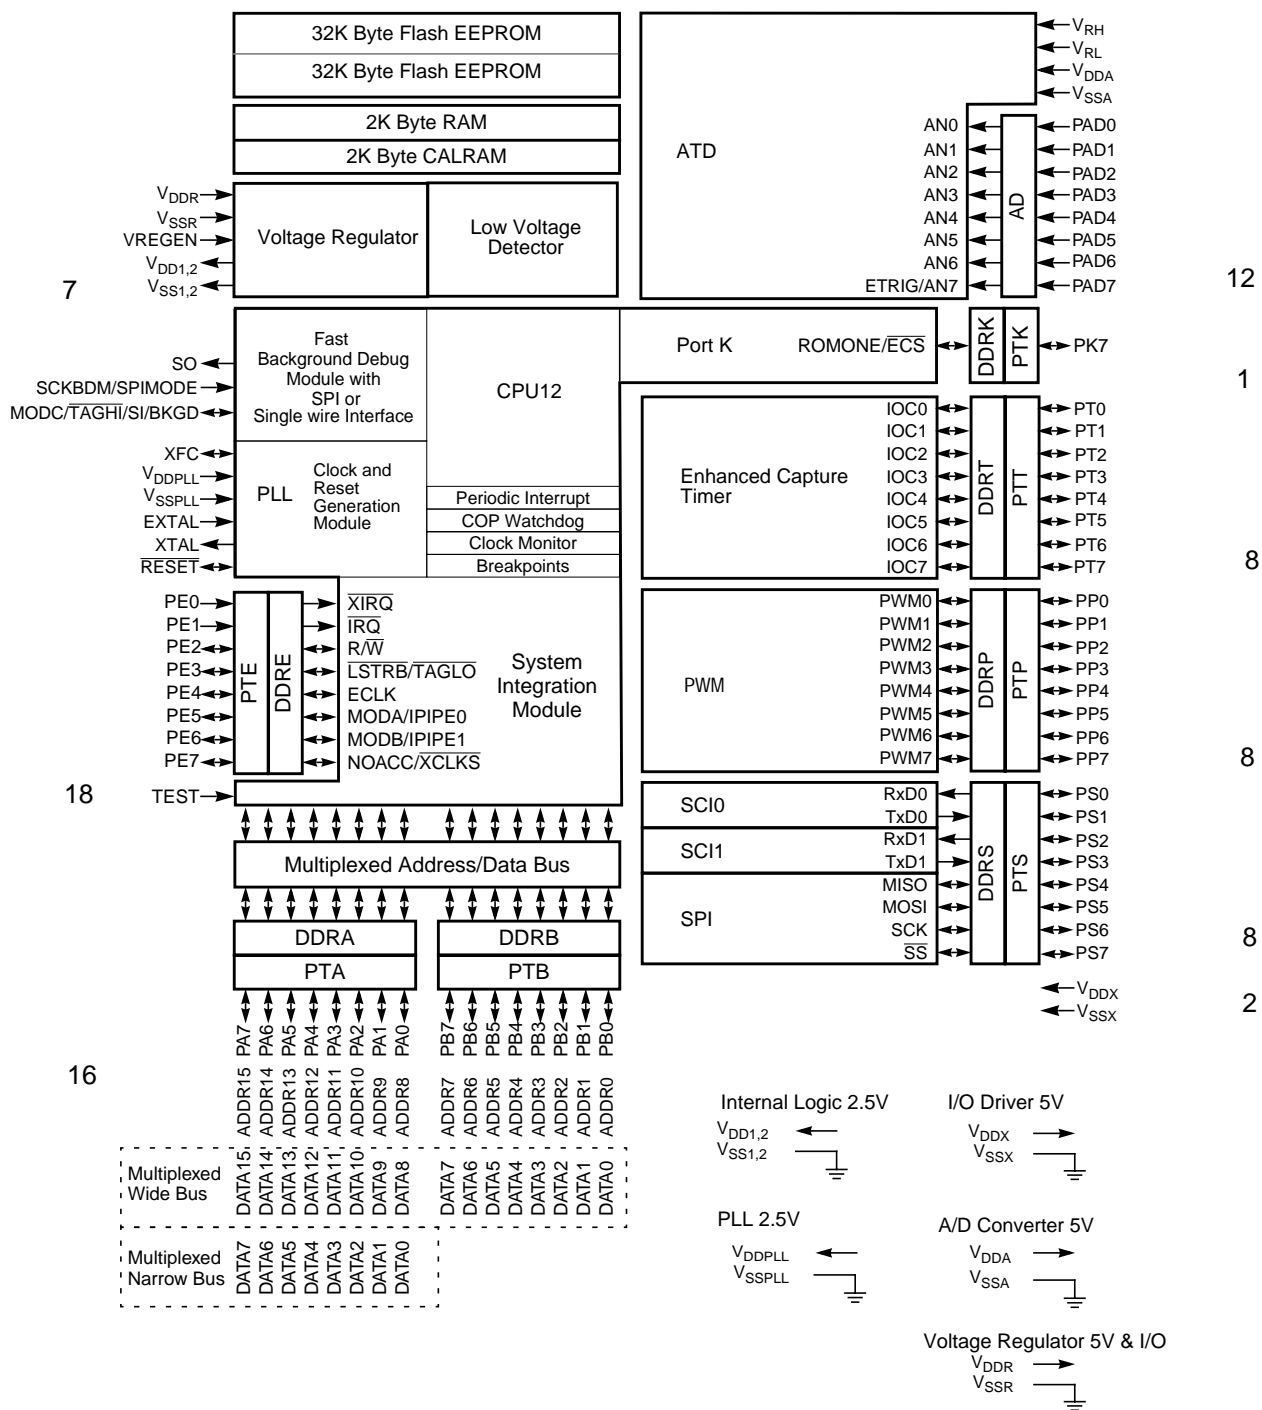 32K Byte Flash EEPROM
32K Byte Flash EEPROM
2K Byte RAM
2K Byte CALRAM
VDDR
VSSR
VREGEN
VDD1,2
VSS1,2
Voltage Regulator
Low Voltage
Detector
7
ATD
VRH
VRL
VDDA
VSSA
AN0
AN1
AN2
AN3
AN4
AN5
AN6
ETRIG/AN7
AD
PAD0
PAD1
PAD2
PAD3
PAD4
PAD5
PAD6
PAD7
12
SO
SCKBDM/SPIMODE
MODC/TAGHI/SI/BKGD
Fast
Background Debug
Module with
SPI or
Single wire Interface
CPU12
Port K
ROMONE/ECS
DDRK
PTK
PK7
1
XFC
VDDPLL
VSSPLL
EXTAL
XTAL
RESET
PLL
Clock and
Reset
Generation
Module
Periodic Interrupt
COP Watchdog
Clock Monitor
Breakpoints
Enhanced Capture
Timer
IOC0
IOC1
IOC2
IOC3
IOC4
IOC5
IOC6
IOC7
DDRT
PTT
PT0
PT1
PT2
PT3
PT4
PT5
PT6
PT7
8
PE0
PE1
PE2
PE3
PE4
PE5
PE6
PE7
PTE
DDRE
XIRQ
IRQ
R/W
LSTRB/TAGLO
ECLK
MODA/IPIPE0
MODB/IPIPE1
NOACC/XCLKS
System
Integration
Module
TEST
18
PWM
PWM0
PWM1
PWM2
PWM3
PWM4
PWM5
PWM6
PWM7
DDRP
PTP
PP0
PP1
PP2
PP3
PP4
PP5
PP6
PP7
8
SCI0
SCI1
SPI
RxD0
TxD0
RxD1
TxD1
MISO
MOSI
SCK
SS
DDRS
PTS
PS0
PS1
PS2
PS3
PS4
PS5
PS6
PS7
8
VDDX
VSSX
2
Multiplexed Address/Data Bus
DDRA
DDRB
PTA
PTB
PA7 PA6 PA5 PA4 PA3 PA2 PA1 PA0 PB7 PB6 PB5 PB4 PB3 PB2 PB1 PB0
16
ADDR15 ADDR14 ADDR13 ADDR12 ADDR11 ADDR10 ADDR9 ADDR8 ADDR7 ADDR6 ADDR5 ADDR4 ADDR3 ADDR2 ADDR1 ADDR0
Multiplexed
Wide Bus
DATA15 DATA14 DATA13 DATA12 DATA11 DATA10 DATA9 DATA8 DATA7 DATA6 DATA5 DATA4 DATA3 DATA2 DATA1 DATA0
Multiplexed
Narrow Bus
DATA7 DATA6 DATA5 DATA4 DATA3 DATA2 DATA1 DATA0
Internal Logic 2.5V
VDD1,2
VSS1,2
I/O Driver 5V
VDDX
VSSX
PLL 2.5V
VDDPLL
VSSPLL
A/D Converter 5V
VDDA
VSSA
Voltage Regulator 5V & I/O
VDDR
VSSR